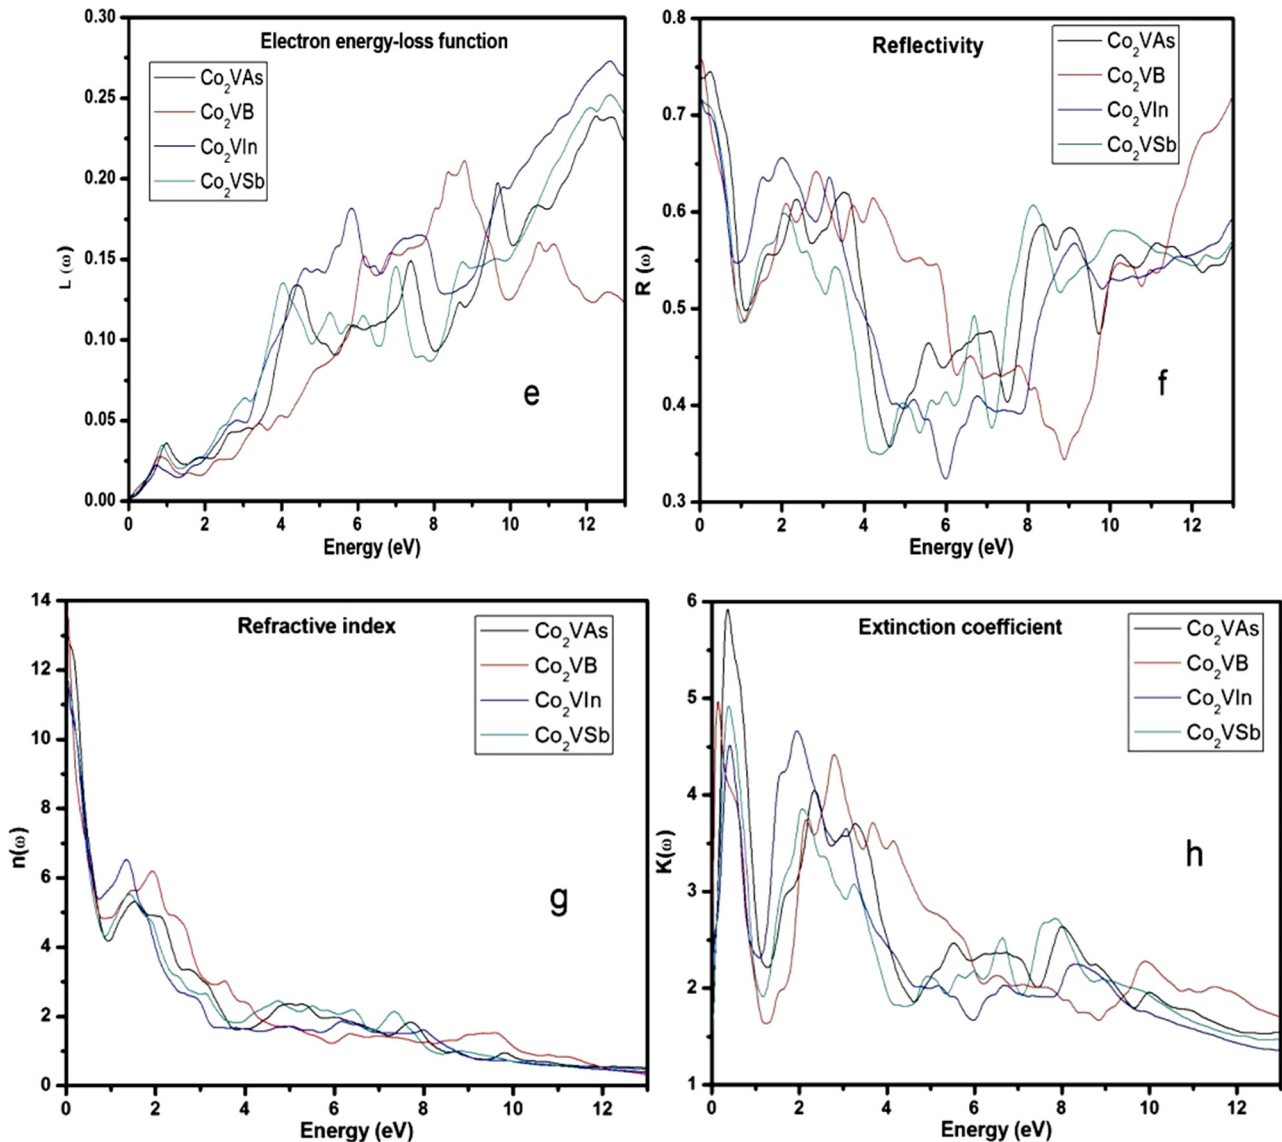 Electron energy-loss function
Co2VAs
Co2VB
Co2VIn
Co2VSb
0.30
0.25
0.20
0.15
0.10
0.05
0.00
L (ω)
e
0 2 4 6 8 10 12
Energy (eV)
Reflectivity
Co2VAs
Co2VB
Co2VIn
Co2VSb
0.8
0.7
0.6
0.5
0.4
0.3
R (ω)
f
0 2 4 6 8 10 12
Energy (eV)
Refractive index
Co2VAs
Co2VB
Co2VIn
Co2VSb
14
12
10
8
6
4
2
0
n(ω)
g
0 2 4 6 8 10 12
Energy (eV)
Extinction coefficient
Co2VAs
Co2VB
Co2VIn
Co2VSb
6
5
4
3
2
1
K(ω)
h
0 2 4 6 8 10 12
Energy (eV)